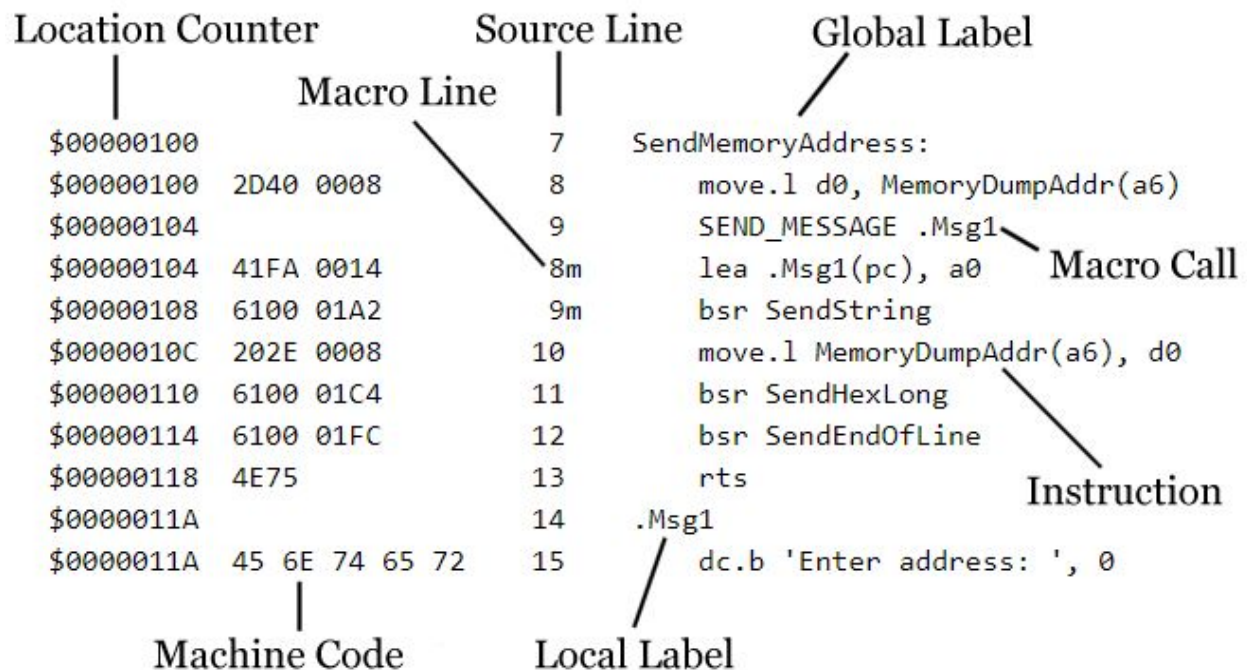 Location Counter Source Line Global Label
Macro Line
$00000100 7 SendMemoryAddress:
$00000100 2D40 0008 8 move.l d0, MemoryDumpAddr(a6)
$00000104 9 SEND_MESSAGE .Msg1
$00000104 41FA 0014 8m lea .Msg1(pc), a0 Macro Call
$00000108 6100 01A2 9m bsr SendString
$0000010C 202E 0008 10 move.l MemoryDumpAddr(a6), d0
$00000110 6100 01C4 11 bsr SendHexLong
$00000114 6100 01FC 12 bsr SendEndOfLine
$00000118 4E75 13 rts
Instruction
$0000011A 14 .Msg1
$0000011A 45 6E 74 65 72 15 dc.b 'Enter address: ', 0
Machine Code Local Label